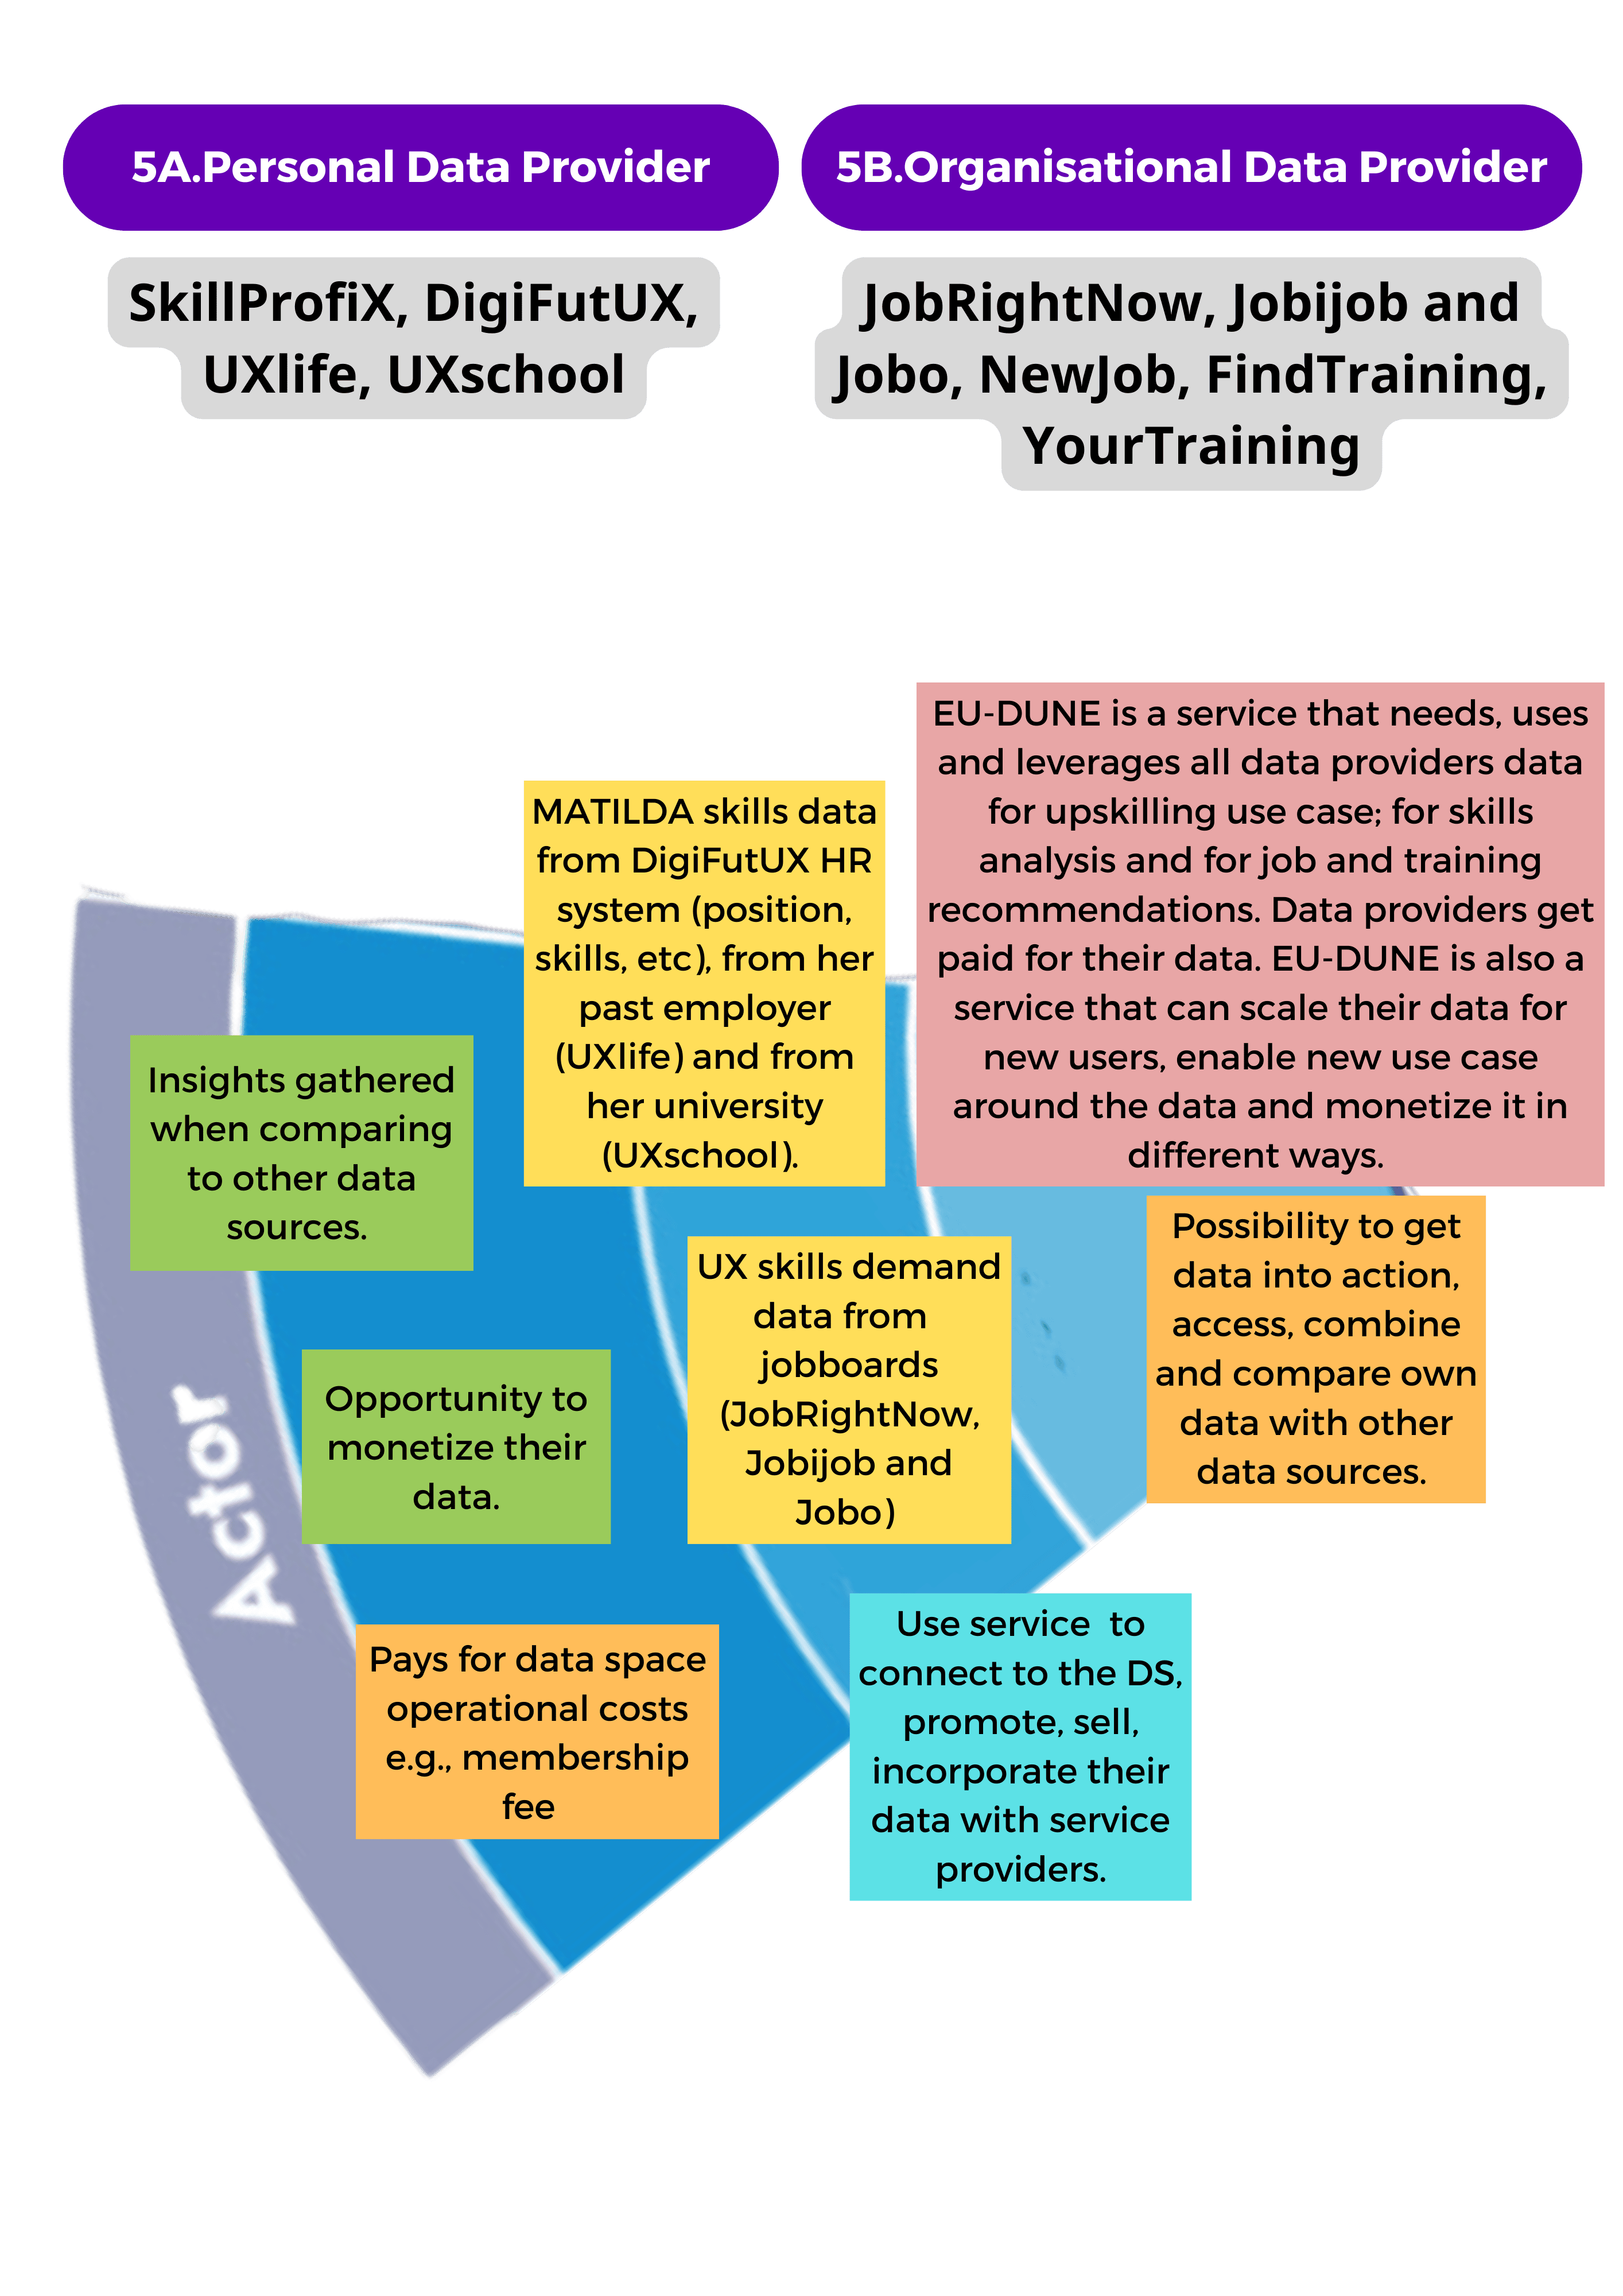 5A.Personal Data Provider
5B.Organisational Data Provider
SkillProfiX, DigiFutUX,
UXlife, UXschool
JobRightNow, Jobijob and
Jobo, NewJob, FindTraining,
YourTraining
EU-DUNE is a service that needs, uses
and leverages all data providers data
for upskilling use case; for skills
analysis and for job and training
recommendations. Data providers get
paid for their data. EU-DUNE is also a
service that can scale their data for
new users, enable new use case
around the data and monetize it in
different ways.
MATILDA skills data
from DigiFutUX HR
system (position,
skills, etc), from her
past employer
(UXlife) and from
her university
(UXschool).
Insights gathered
when comparing
to other data
sources.
Possibility to get
data into action,
access, combine
and compare own
data with other
data sources.
UX skills demand
data from
jobboards
(JobRightNow,
Jobijob and
Jobo)
Opportunity to
monetize their
data.
Actor
Use service  to
connect to the DS,
promote, sell,
incorporate their
data with service
providers.
Pays for data space
operational costs
e.g., membership
fee